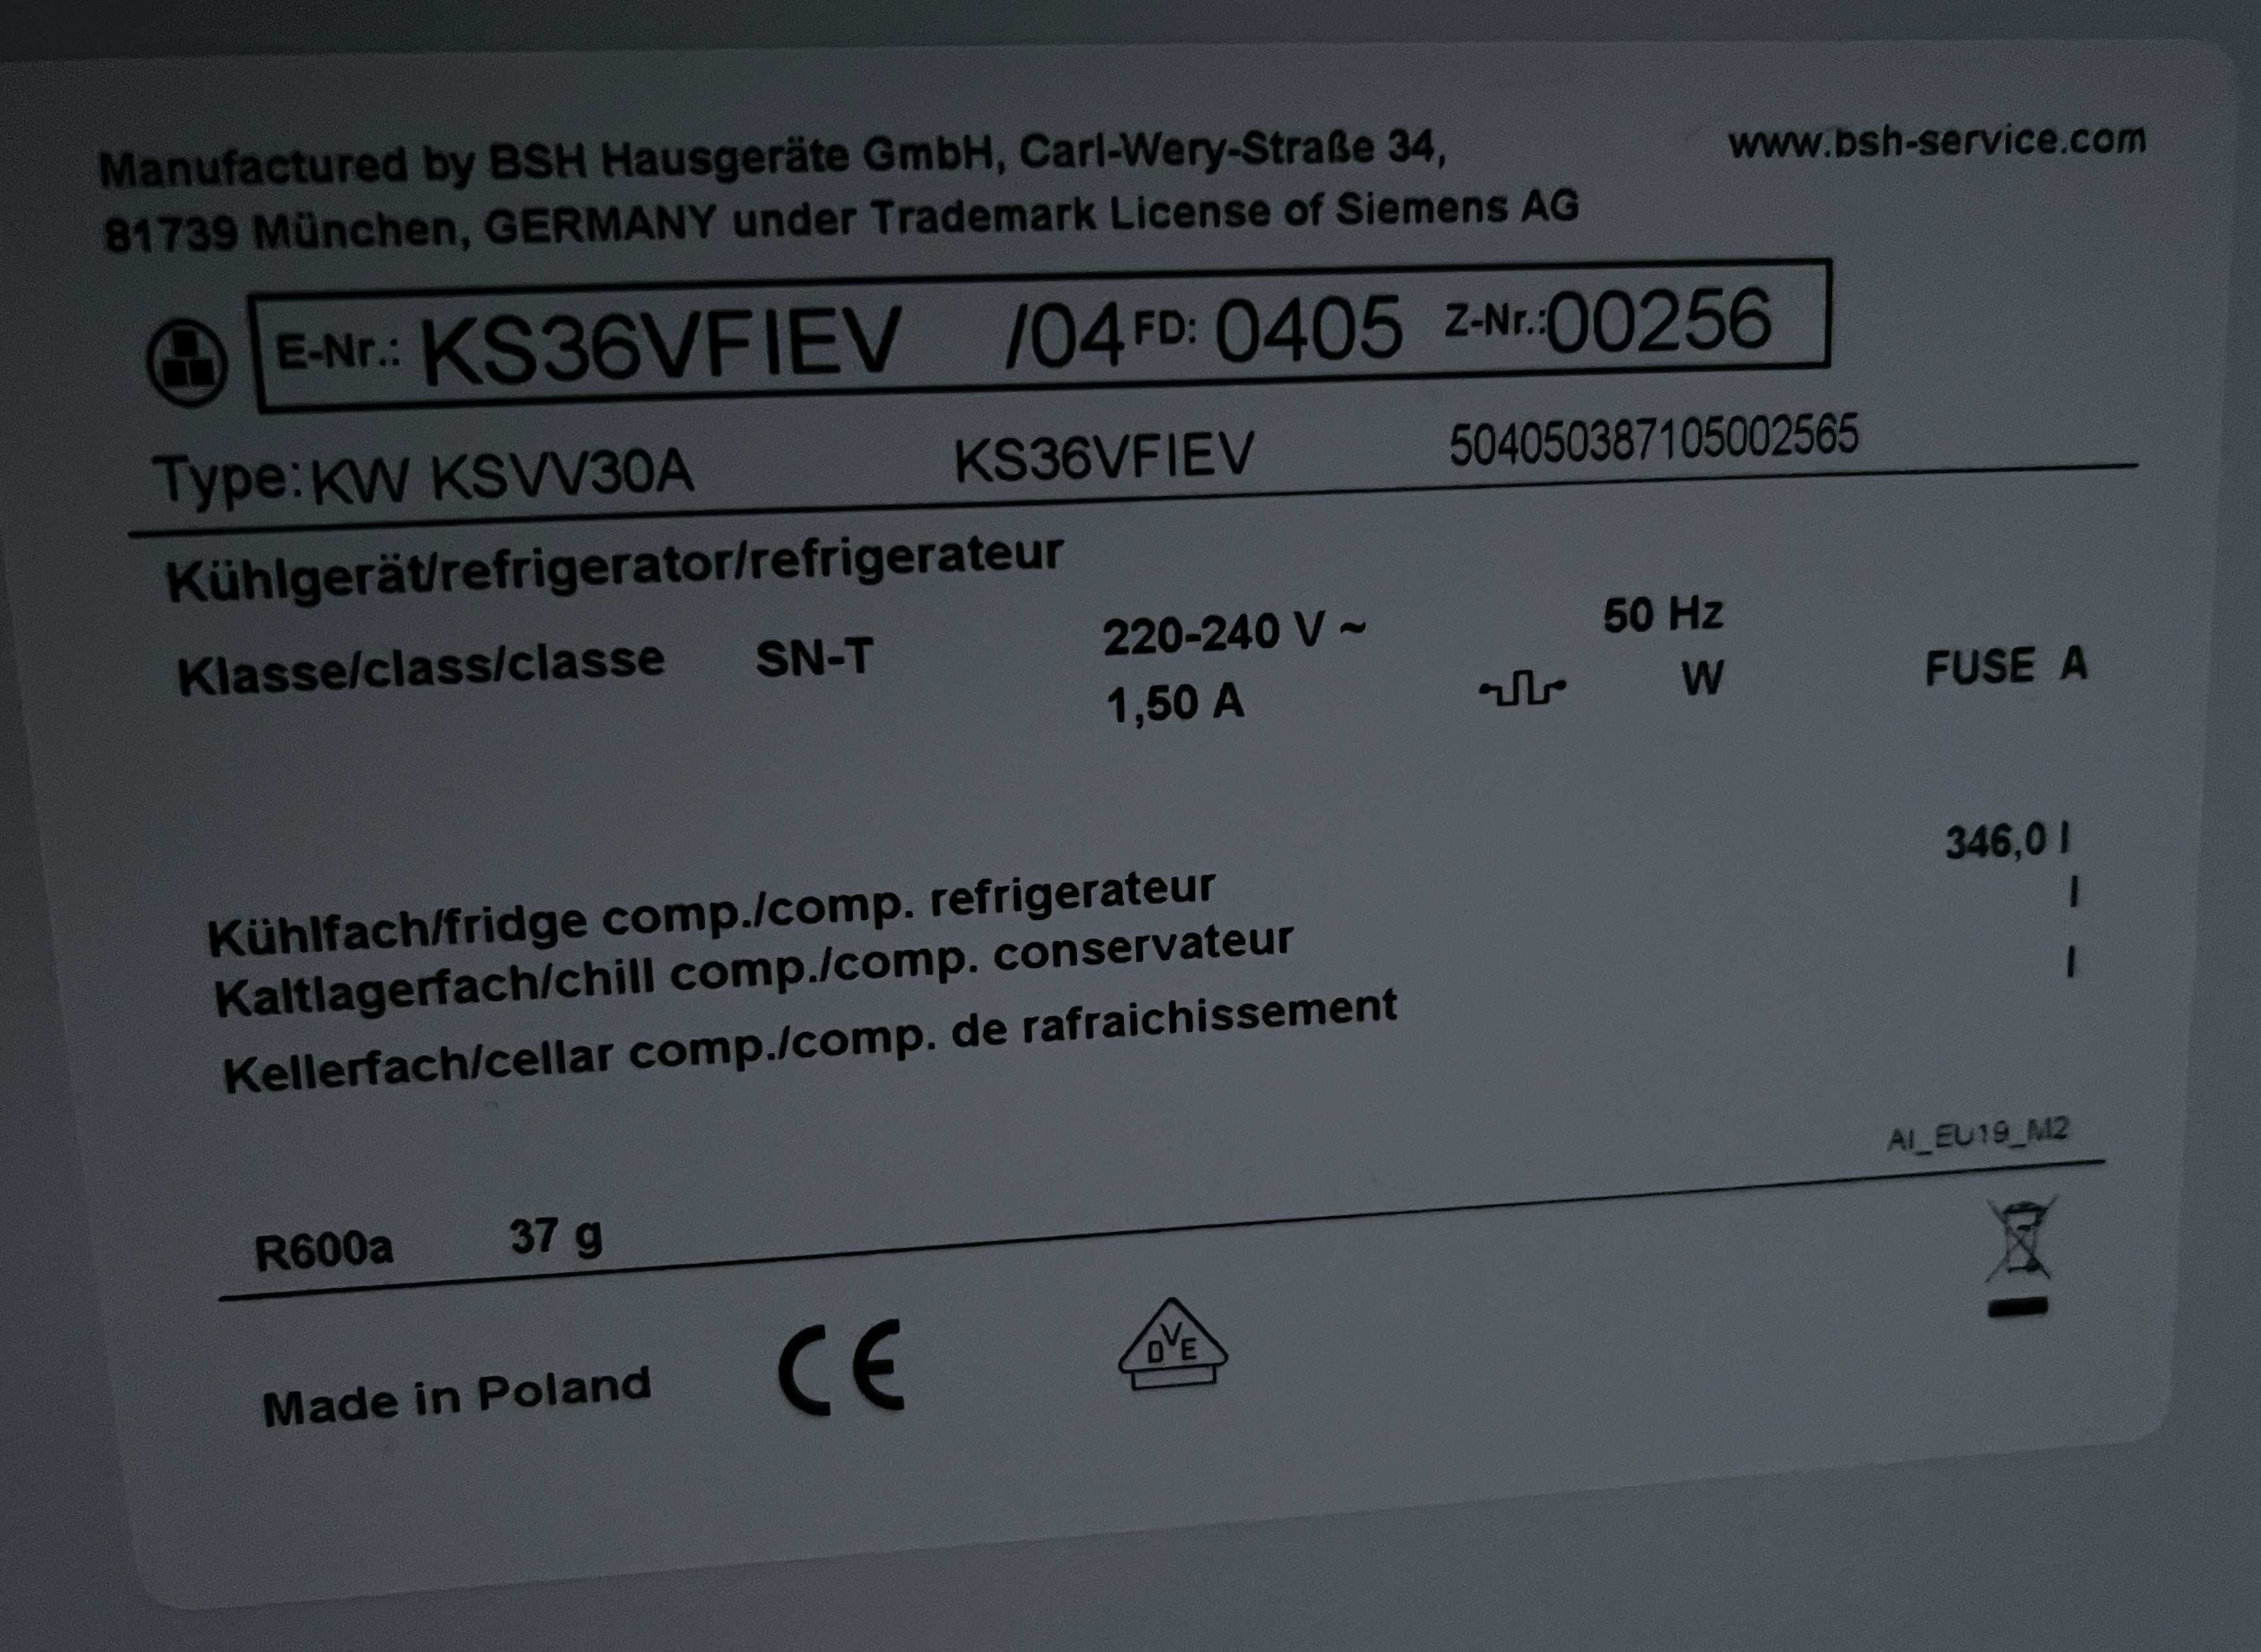 Manufactured by BSH Hausgeräte GmbH, Carl-Wery-Straße 34,
81739 München, GERMANY under Trademark License of Siemens AG
www.bsh-service.com
E-Nr.: KS36VFIEV /04 FD: 0405 Z-Nr.:00256
Type: KW KSVV30A KS36VFIEV 504050387105002565
Kühlgerät/refrigerator/refrigerateur
Klasse/class/classe SN-T 220-240 V ~ 50 Hz
1,50 A W FUSE A
Kühlfach/fridge comp./comp. refrigerateur 346,0 l
Kaltlagerfach/chill comp./comp. conservateur l
Kellerfach/cellar comp./comp. de rafraichissement l
AI_EU19_M2
R600a 37 g
Made in Poland CE DVE